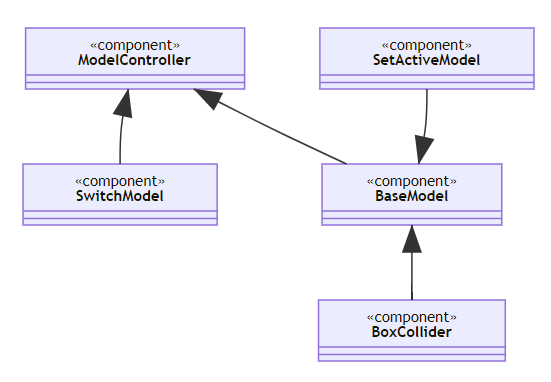 «component»
ModelController
«component»
SetActiveModel
«component»
SwitchModel
«component»
BaseModel
«component»
BoxCollider